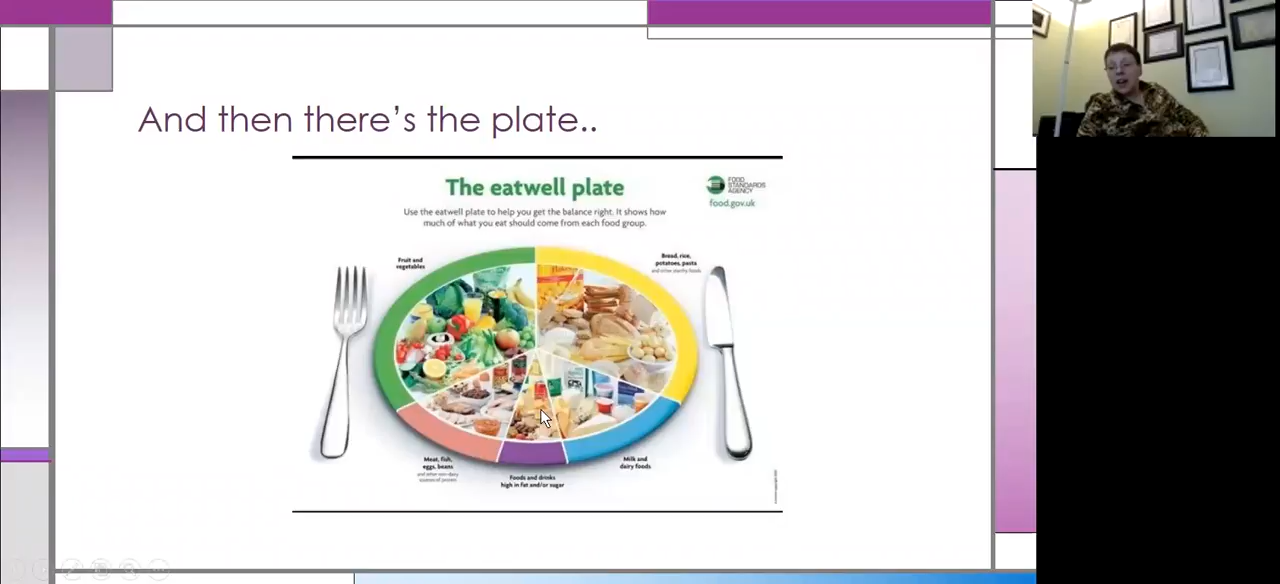 And then there's the plate..
The eatwell plate
FOOD
STANDARDS
AGENCY
food.gov.uk
Use the eatwell plate to help you get the balance right. It shows how
much of what you eat should come from each food group.
Fruit and
vegetables
Bread, rice,
potatoes, pasta
and other starchy foods
Meat, fish,
eggs, beans
and other non-dairy
sources of protein
Foods and drinks
high in fat and/or sugar
Milk and
dairy foods